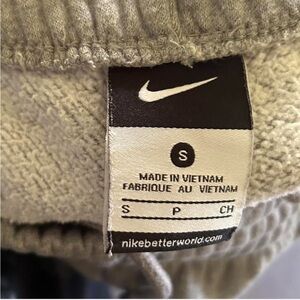 S
MADE IN VIETNAM
FABRIQUE AU VIETNAM
S P CH
nikebetterworld.com